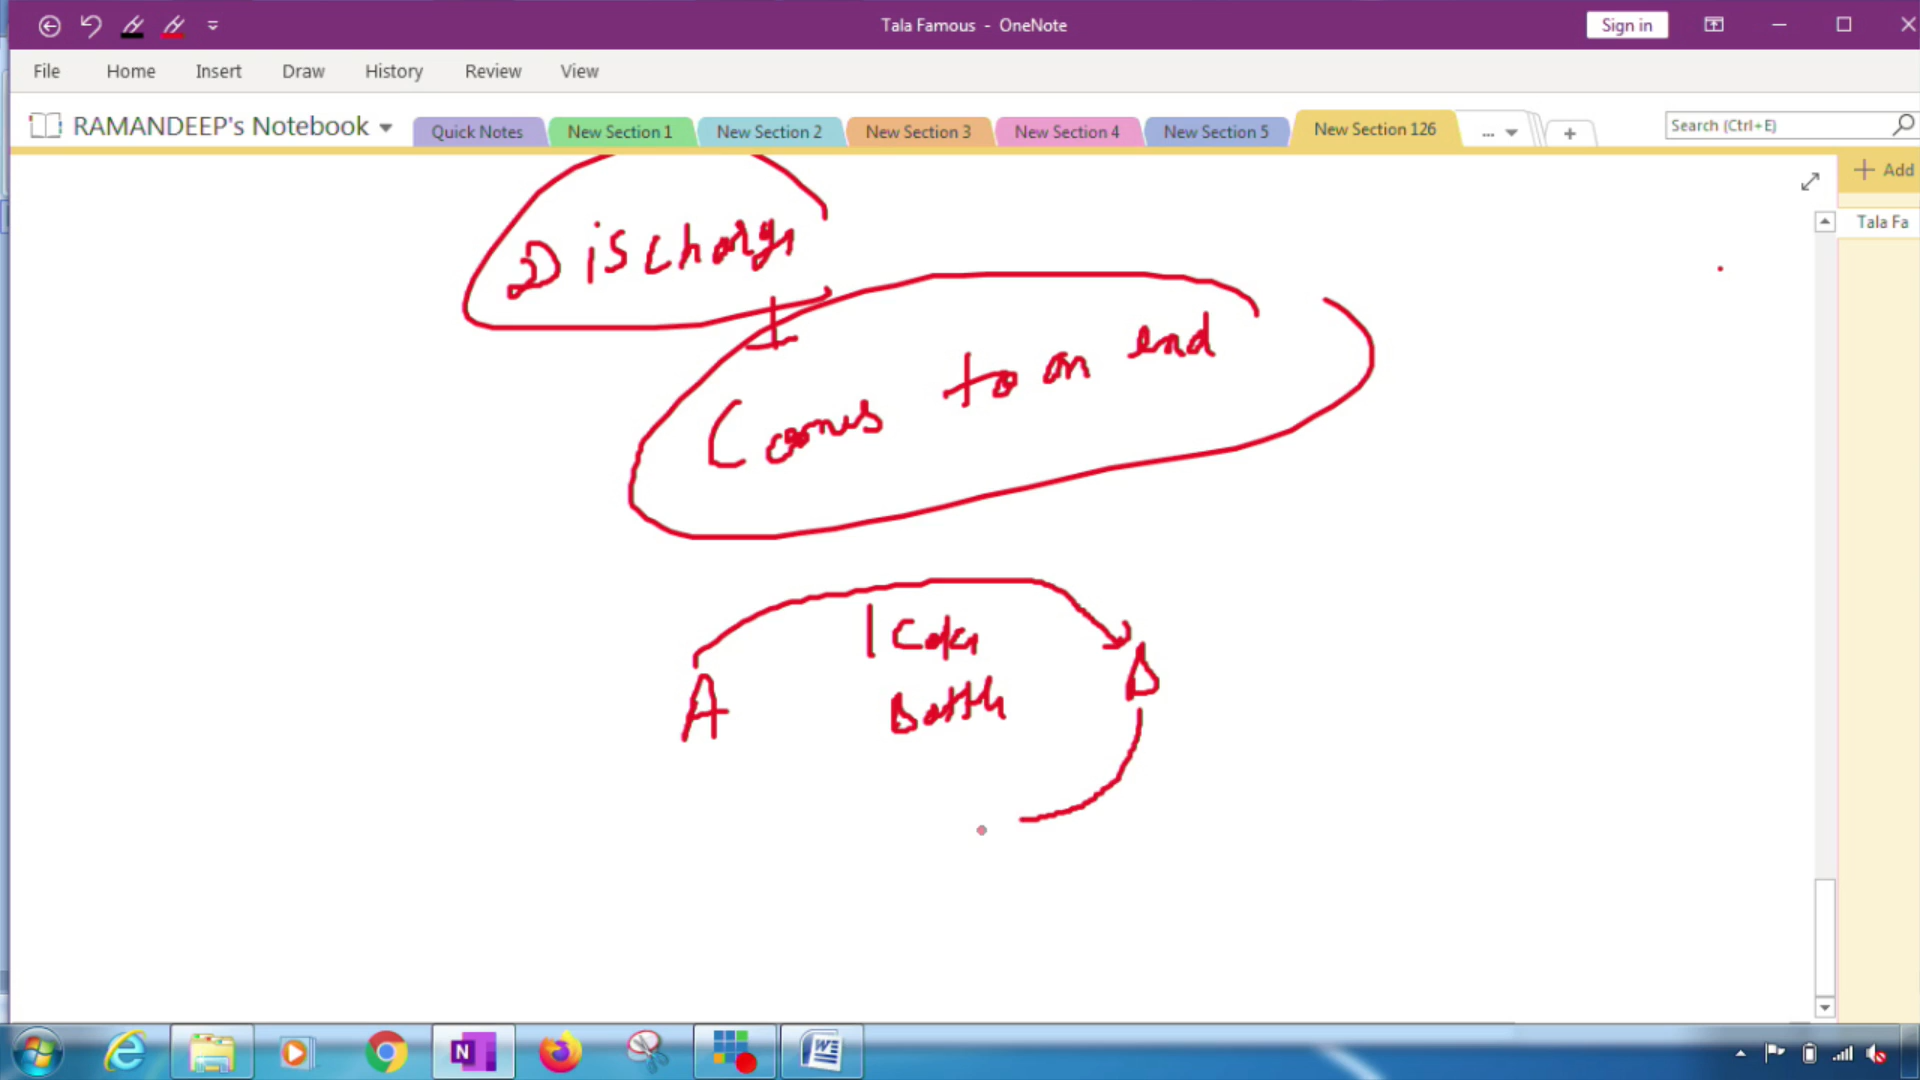 Tala Famous - OneNote
Sign in
File Home Insert Draw History Review View
RAMANDEEP's Notebook
Quick Notes New Section 1 New Section 2 New Section 3 New Section 4 New Section 5 New Section 126 ...
Search (Ctrl+E)
Add
Tala Fa
Discharge
Comes to an end
1 Coke
A B
Bottle